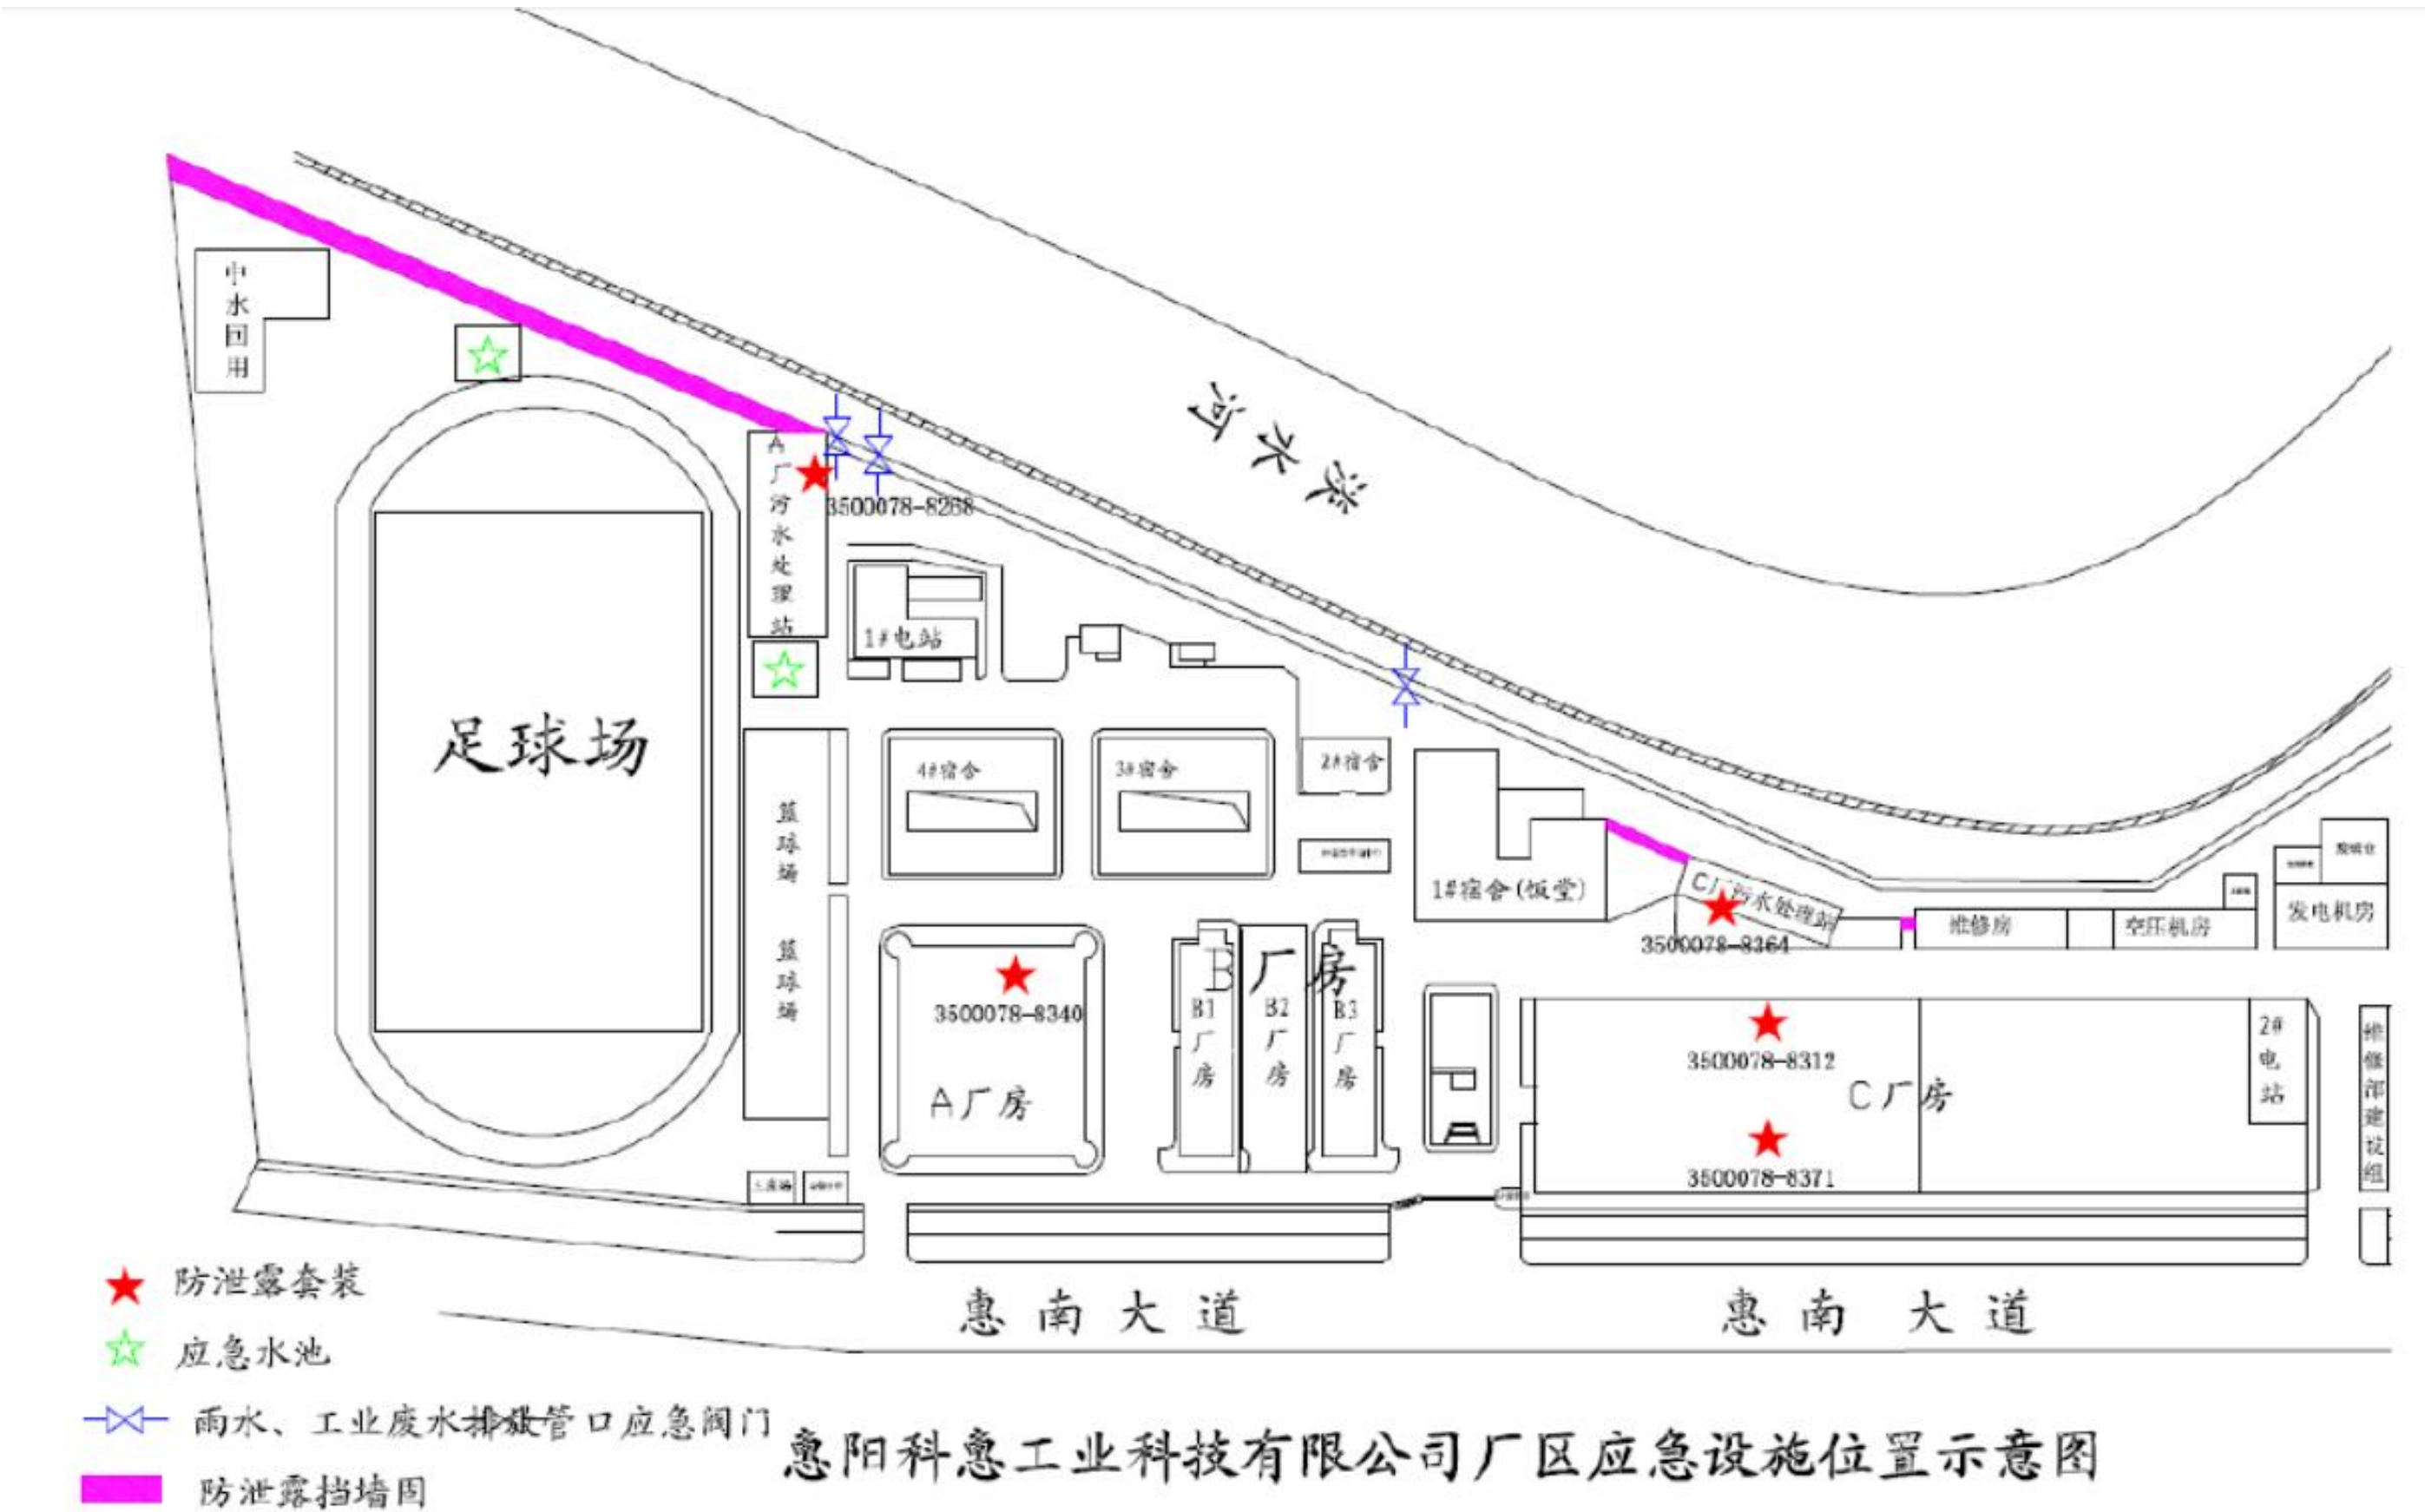 淡水河
中水回用
A厂污水处理站
3500078-8268
1#电站
足球场
4#宿舍
3#宿舍
2#宿舍
篮球场
篮球场
1#宿舍(饭堂)
C厂污水处理站
3500078-8364
维修房
空压机房
发电机房
3500078-8340
A厂房
B厂房
B1厂房
B2厂房
B3厂房
3500078-8312
C厂房
3500078-8371
2#电站
维修部建设组
惠南大道
惠南大道
防泄露套装
应急水池
雨水、工业废水排放管口应急阀门
防泄露挡墙固
惠阳科惠工业科技有限公司厂区应急设施位置示意图